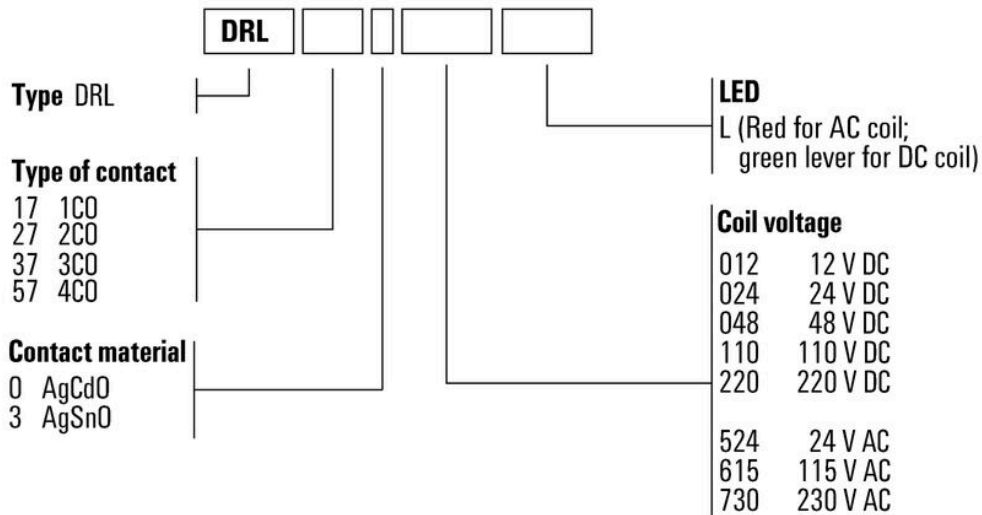 DRL
Type DRL
Type of contact
17 1CO
27 2CO
37 3CO
57 4CO
Contact material
0 AgCdO
3 AgSnO
LED
L (Red for AC coil;
green lever for DC coil)
Coil voltage
012 12 V DC
024 24 V DC
048 48 V DC
110 110 V DC
220 220 V DC
524 24 V AC
615 115 V AC
730 230 V AC